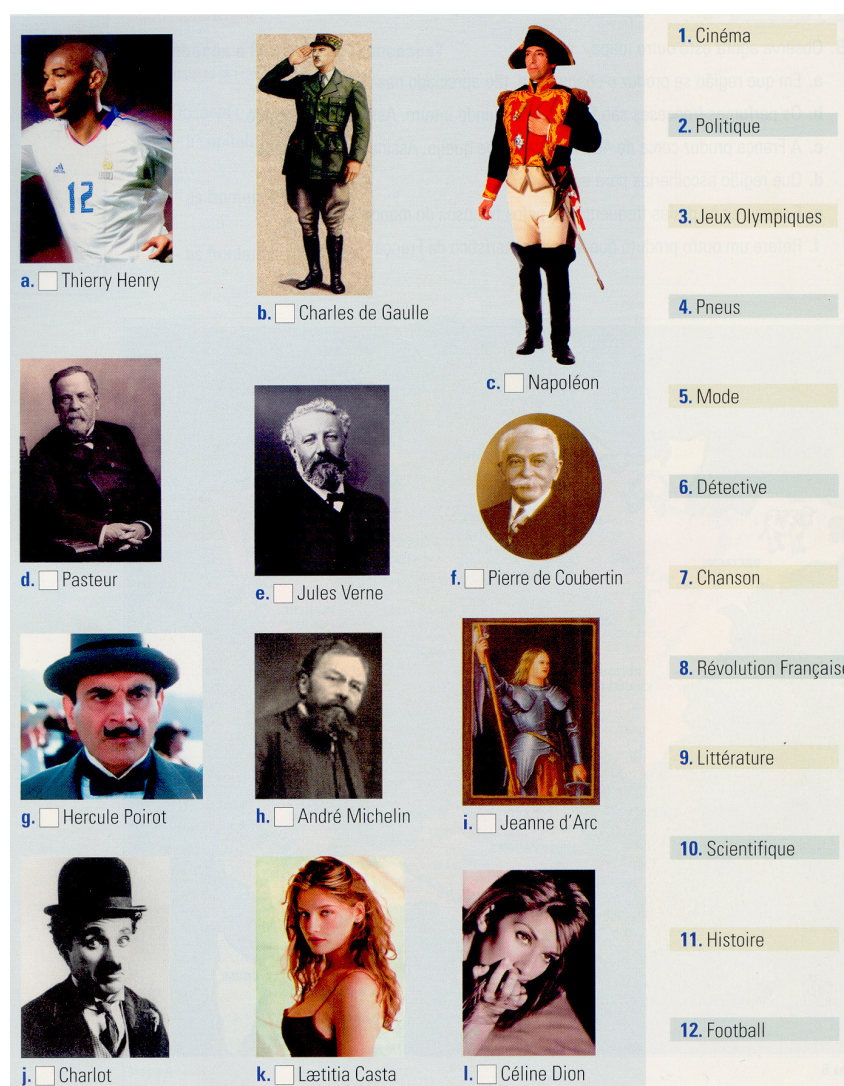 12
a. Thierry Henry
b. Charles de Gaulle
c. Napoléon
d. Pasteur
e. Jules Verne
f. Pierre de Coubertin
g. Hercule Poirot
h. André Michelin
i. Jeanne d'Arc
j. Charlot
k. Lætitia Casta
l. Céline Dion
1. Cinéma
2. Politique
3. Jeux Olympiques
4. Pneus
5. Mode
6. Détective
7. Chanson
8. Révolution Française
9. Littérature
10. Scientifique
11. Histoire
12. Football